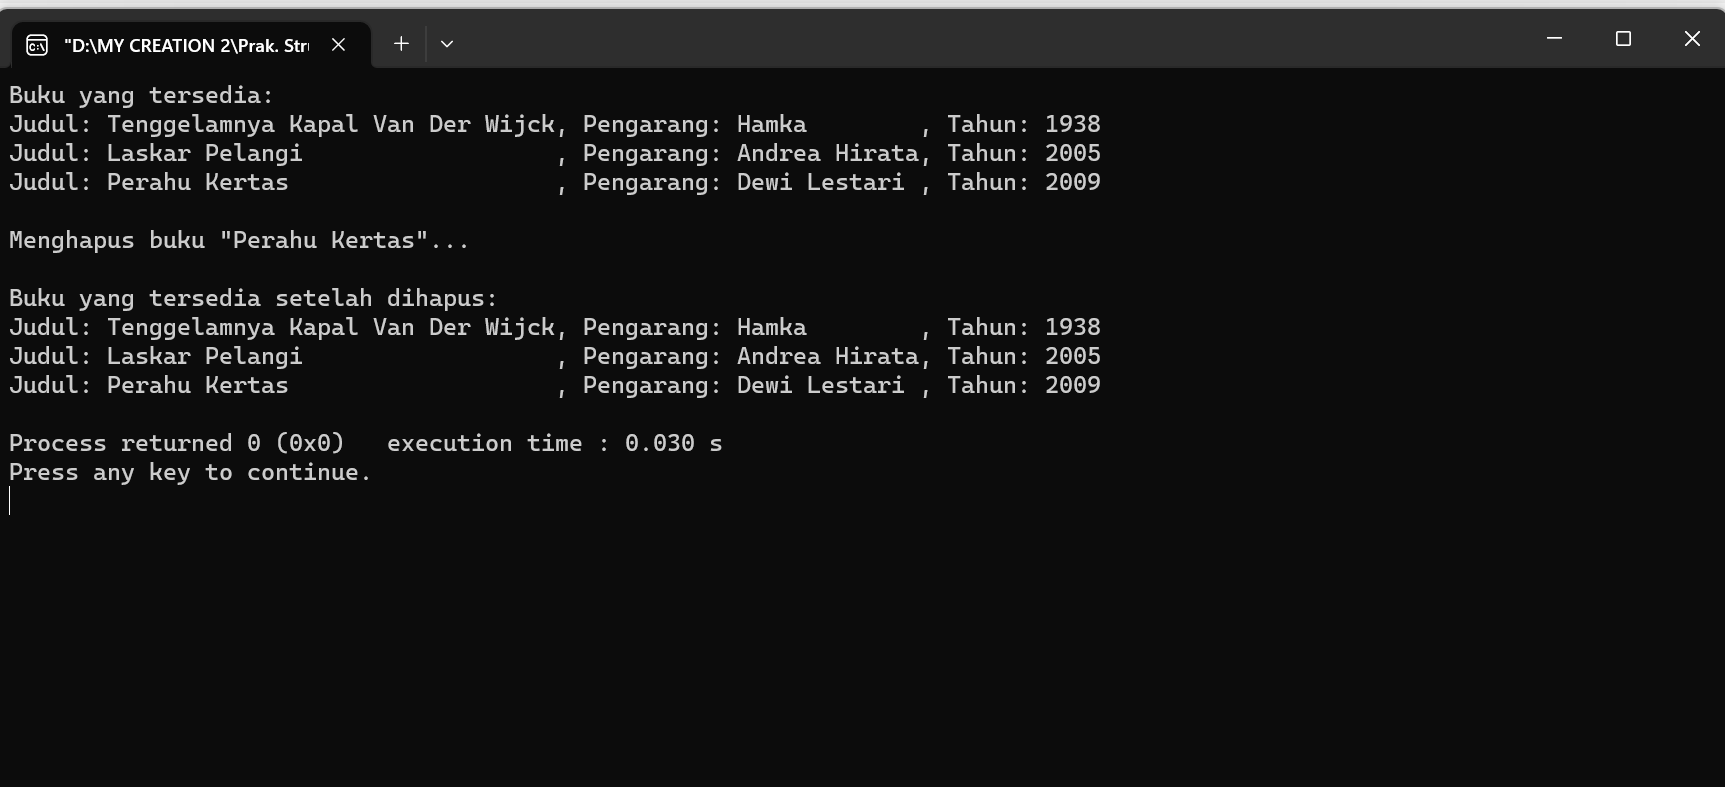 "D:\MY CREATION 2\Prak. Str
Buku yang tersedia:
Judul: Tenggelamnya Kapal Van Der Wijck, Pengarang: Hamka        , Tahun: 1938
Judul: Laskar Pelangi                  , Pengarang: Andrea Hirata, Tahun: 2005
Judul: Perahu Kertas                   , Pengarang: Dewi Lestari , Tahun: 2009
Menghapus buku "Perahu Kertas"...
Buku yang tersedia setelah dihapus:
Judul: Tenggelamnya Kapal Van Der Wijck, Pengarang: Hamka        , Tahun: 1938
Judul: Laskar Pelangi                  , Pengarang: Andrea Hirata, Tahun: 2005
Judul: Perahu Kertas                   , Pengarang: Dewi Lestari , Tahun: 2009
Process returned 0 (0x0)   execution time : 0.030 s
Press any key to continue.